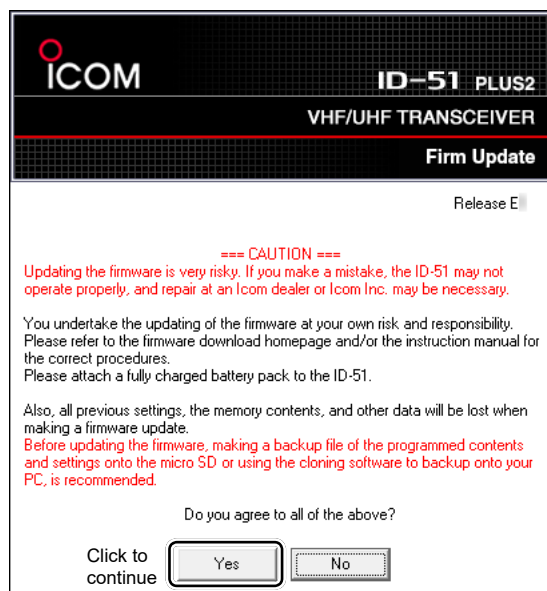 ICOM
ID-51 PLUS2
VHF/UHF TRANSCEIVER
Firm Update
Release E
=== CAUTION ===
Updating the firmware is very risky. If you make a mistake, the ID-51 may not
operate properly, and repair at an Icom dealer or Icom Inc. may be necessary.
You undertake the updating of the firmware at your own risk and responsibility.
Please refer to the firmware download homepage and/or the instruction manual for
the correct procedures.
Please attach a fully charged battery pack to the ID-51.
Also, all previous settings, the memory contents, and other data will be lost when
making a firmware update.
Before updating the firmware, making a backup file of the programmed contents
and settings onto the micro SD or using the cloning software to backup onto your
PC, is recommended.
Do you agree to all of the above?
Click to
continue
Yes
No